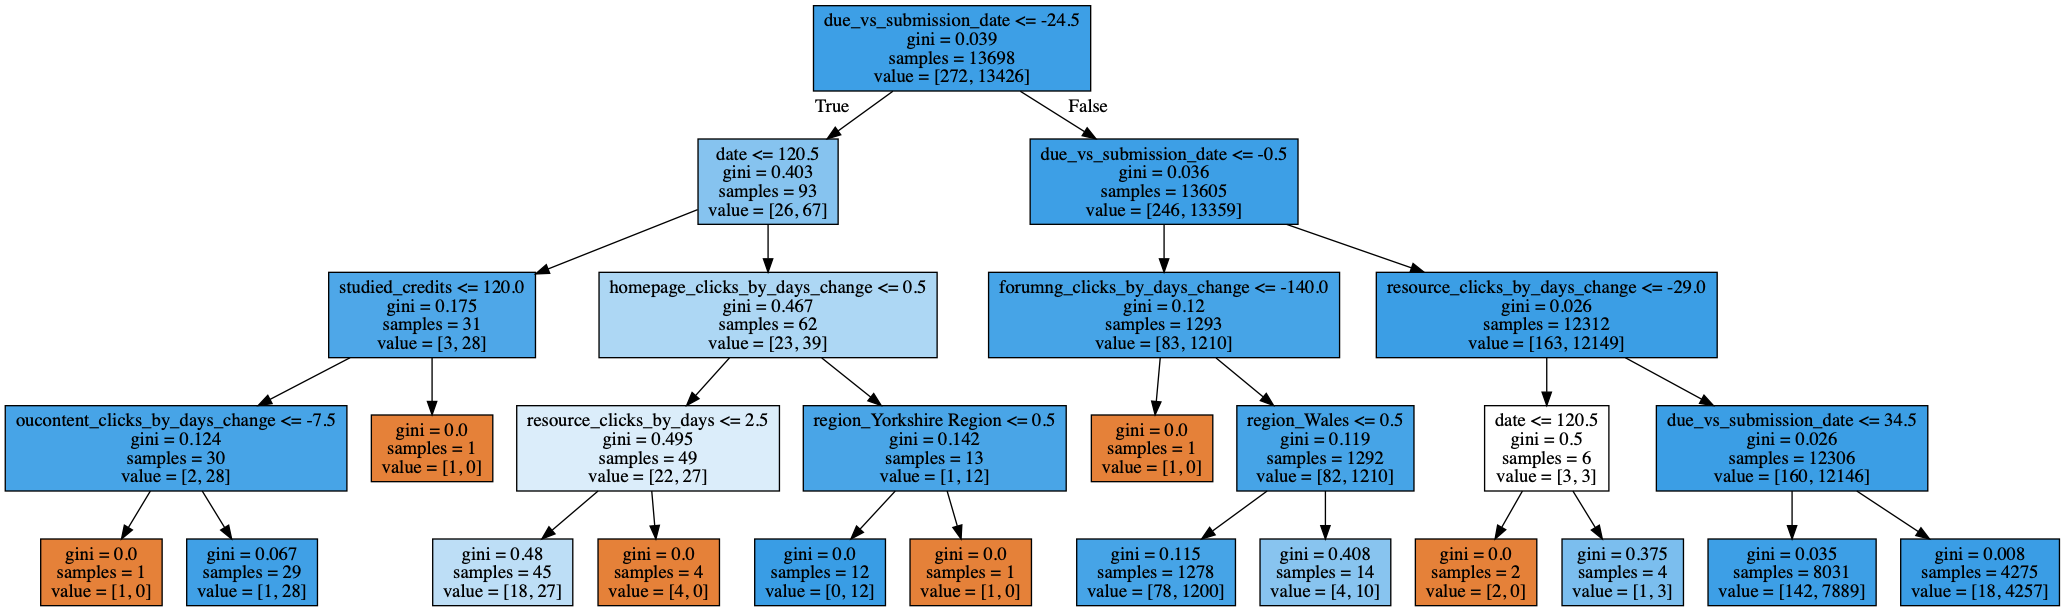 due_vs_submission_date <= -24.5
gini = 0.039
samples = 13698
value = [272, 13426]
True
False
date <= 120.5
gini = 0.403
samples = 93
value = [26, 67]
due_vs_submission_date <= -0.5
gini = 0.036
samples = 13605
value = [246, 13359]
studied_credits <= 120.0
gini = 0.175
samples = 31
value = [3, 28]
homepage_clicks_by_days_change <= 0.5
gini = 0.467
samples = 62
value = [23, 39]
forumng_clicks_by_days_change <= -140.0
gini = 0.12
samples = 1293
value = [83, 1210]
resource_clicks_by_days_change <= -29.0
gini = 0.026
samples = 12312
value = [163, 12149]
oucontent_clicks_by_days_change <= -7.5
gini = 0.124
samples = 30
value = [2, 28]
gini = 0.0
samples = 1
value = [1, 0]
resource_clicks_by_days <= 2.5
gini = 0.495
samples = 49
value = [22, 27]
region_Yorkshire Region <= 0.5
gini = 0.142
samples = 13
value = [1, 12]
gini = 0.0
samples = 1
value = [1, 0]
region_Wales <= 0.5
gini = 0.119
samples = 1292
value = [82, 1210]
date <= 120.5
gini = 0.5
samples = 6
value = [3, 3]
due_vs_submission_date <= 34.5
gini = 0.026
samples = 12306
value = [160, 12146]
gini = 0.0
samples = 1
value = [1, 0]
gini = 0.067
samples = 29
value = [1, 28]
gini = 0.48
samples = 45
value = [18, 27]
gini = 0.0
samples = 4
value = [4, 0]
gini = 0.0
samples = 12
value = [0, 12]
gini = 0.0
samples = 1
value = [1, 0]
gini = 0.115
samples = 1278
value = [78, 1200]
gini = 0.408
samples = 14
value = [4, 10]
gini = 0.0
samples = 2
value = [2, 0]
gini = 0.375
samples = 4
value = [1, 3]
gini = 0.035
samples = 8031
value = [142, 7889]
gini = 0.008
samples = 4275
value = [18, 4257]